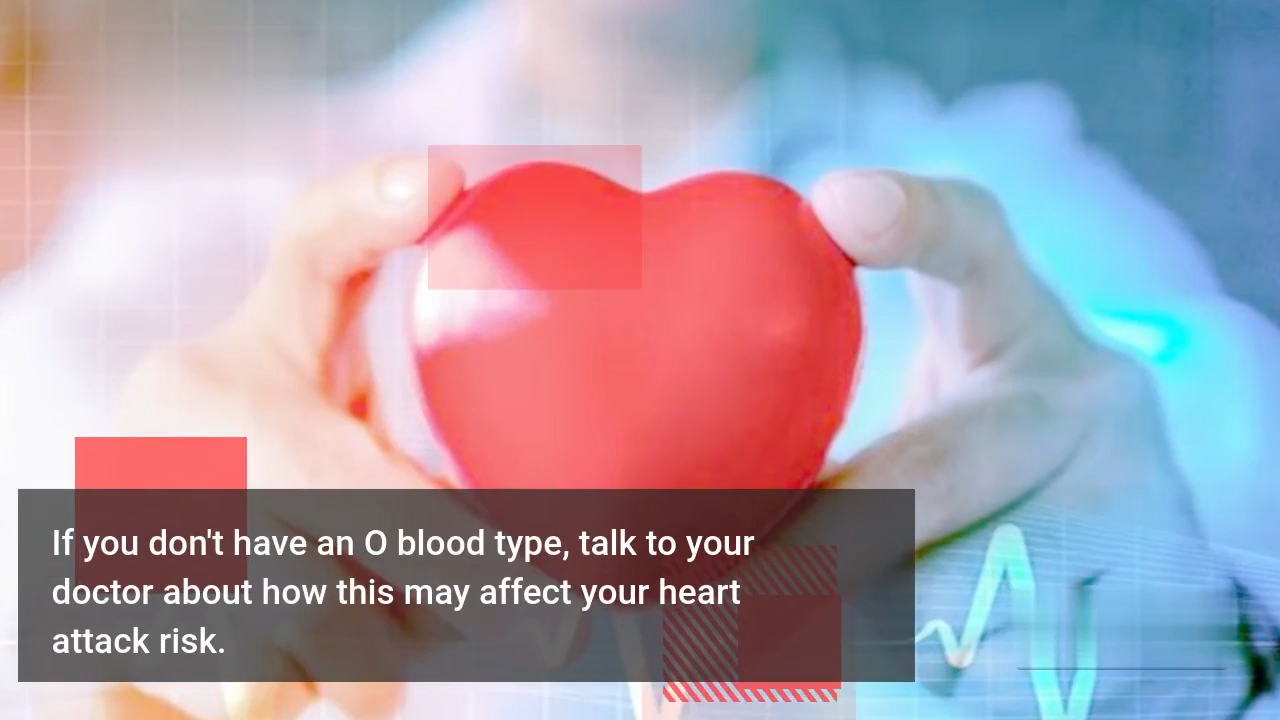 If you don't have an O blood type, talk to your
doctor about how this may affect your heart
attack risk.